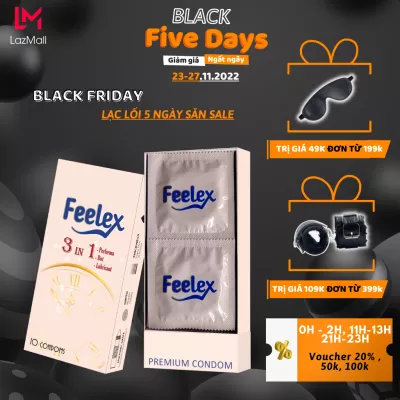 LM
LazMall
BLACK
Five Days
Giảm giá Ngất ngây
23-27.11.2022
BLACK FRIDAY
LẠC LỐI 5 NGÀY SĂN SALE
TRỊ GIÁ 49K ĐƠN TỪ 199k
TRỊ GIÁ 109K ĐƠN TỪ 399k
Feelex
3 IN 1
Perfume
Dot
Lubricant
10 CONDOMS
Feelex
Feelex
PREMIUM CONDOM
%
0H - 2H, 11H-13H
21H-23H
Voucher 20% ,
50k, 100k